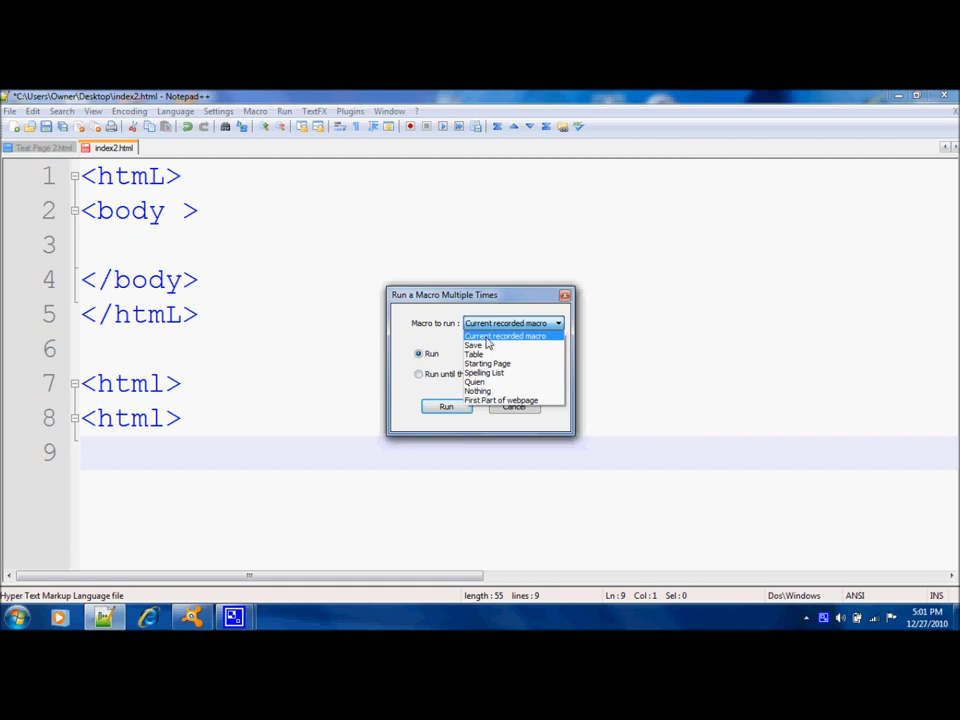 *C:\Users\Owner\Desktop\index2.html - Notepad++
File Edit Search View Encoding Language Settings Macro Run TextFX Plugins Window ?
Test Page 2.html index2.html
1 <htmL>
2 <body >
3
4 </body>
5 </htmL>
6
7 <html>
8 <html>
9
Run a Macro Multiple Times
Macro to run : Current recorded macro
Current recorded macro
Save
Run Table
Starting Page
Run until th Spelling List
Quien
Nothing
First Part of webpage
Run Cancel
Hyper Text Markup Language file length : 55 lines : 9 Ln : 9 Col : 1 Sel : 0 Dos\Windows ANSI INS
5:01 PM
12/27/2010